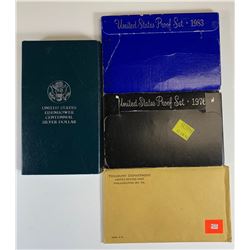 UNITED STATES
EISENHOWER
CENTENNIAL
SILVER DOLLAR
United States Proof Set · 1983
United States Proof Set · 1976
TREASURY DEPARTMENT
UNITED STATES MINT
PHILADELPHIA